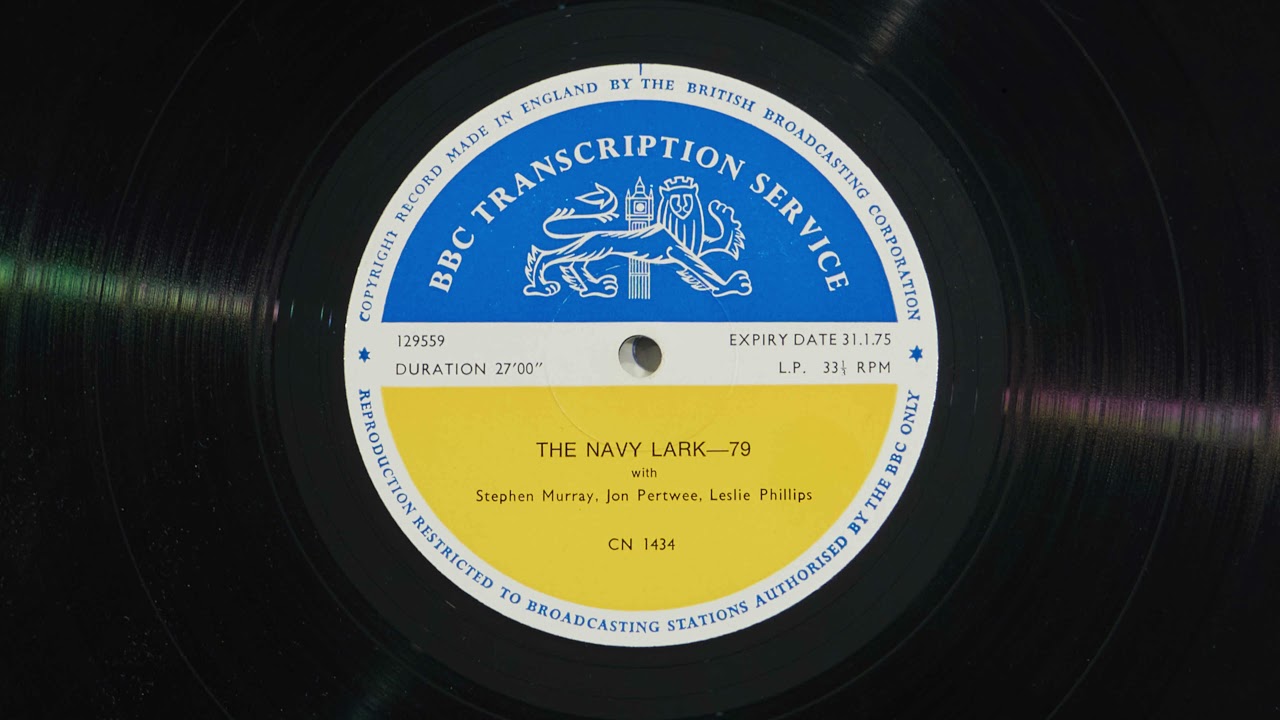 COPYRIGHT RECORD MADE IN ENGLAND BY THE BRITISH BROADCASTING CORPORATION
BBC TRANSCRIPTION SERVICE
129559
EXPIRY DATE 31.1.75
DURATION 27'00"
L.P. 33⅓ RPM
THE NAVY LARK—79
with
Stephen Murray, Jon Pertwee, Leslie Phillips
CN 1434
REPRODUCTION RESTRICTED TO BROADCASTING STATIONS AUTHORISED BY THE BBC ONLY